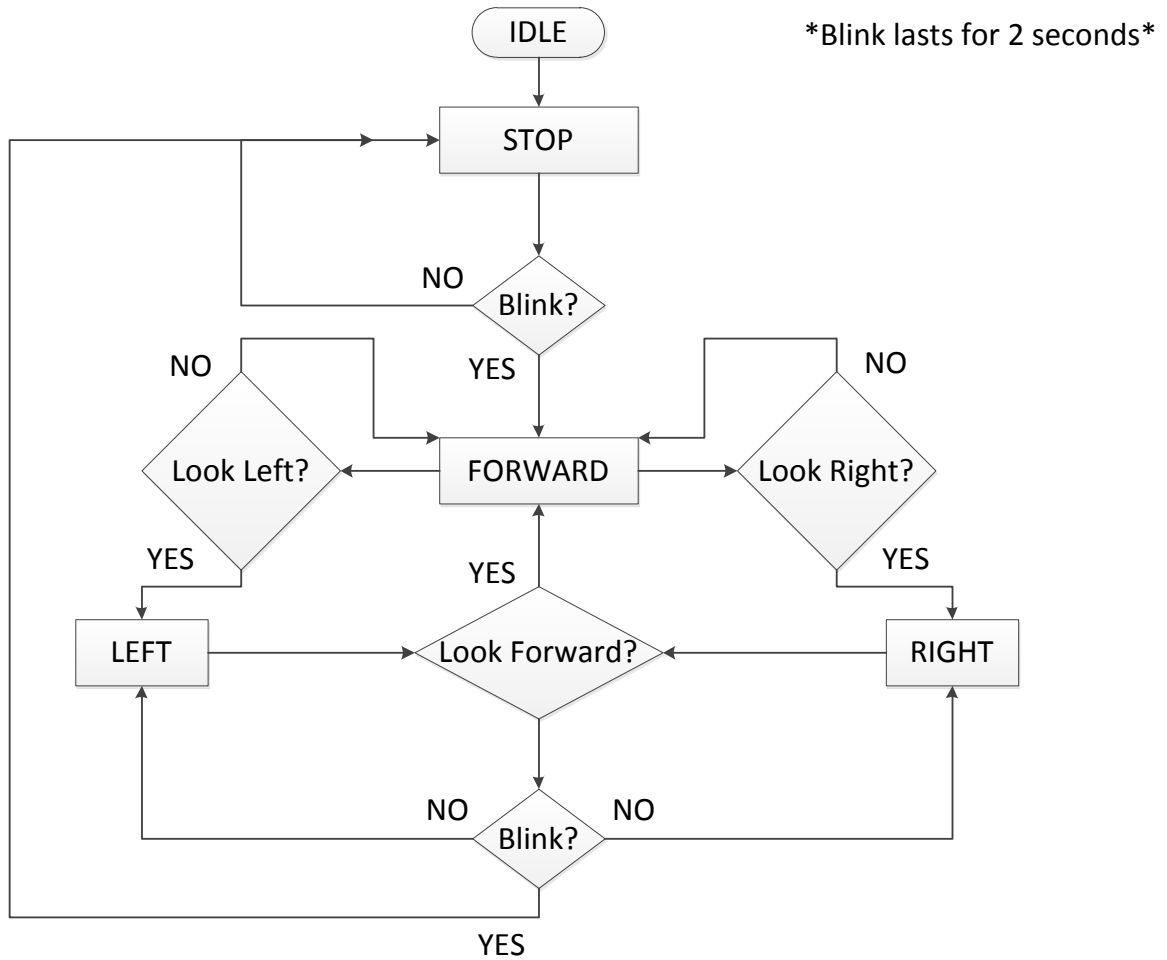 IDLE
*Blink lasts for 2 seconds*
STOP
NO
Blink?
YES
NO
NO
Look Left?
FORWARD
Look Right?
YES
YES
YES
LEFT
Look Forward?
RIGHT
NO
NO
Blink?
YES